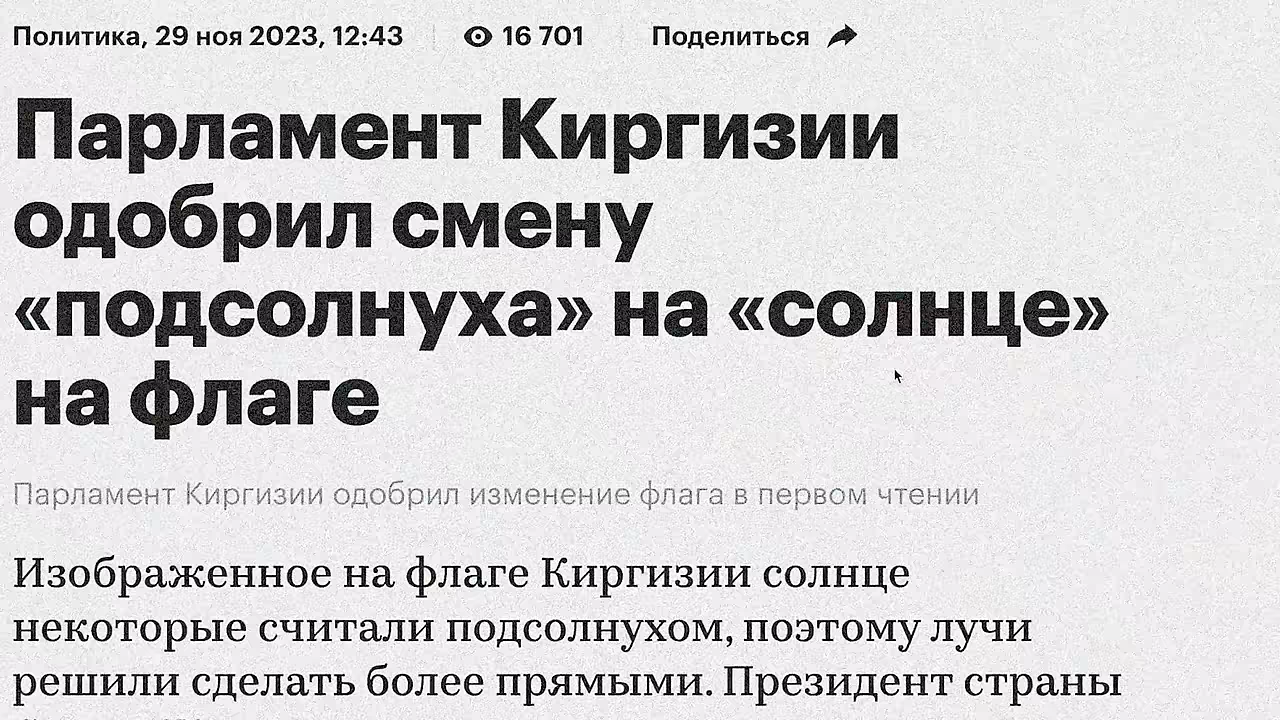 Политика, 29 ноя 2023, 12:43 16 701 Поделиться
Парламент Киргизии
одобрил смену
«подсолнуха» на «солнце»
на флаге
Парламент Киргизии одобрил изменение флага в первом чтении
Изображенное на флаге Киргизии солнце
некоторые считали подсолнухом, поэтому лучи
решили сделать более прямыми. Президент страны